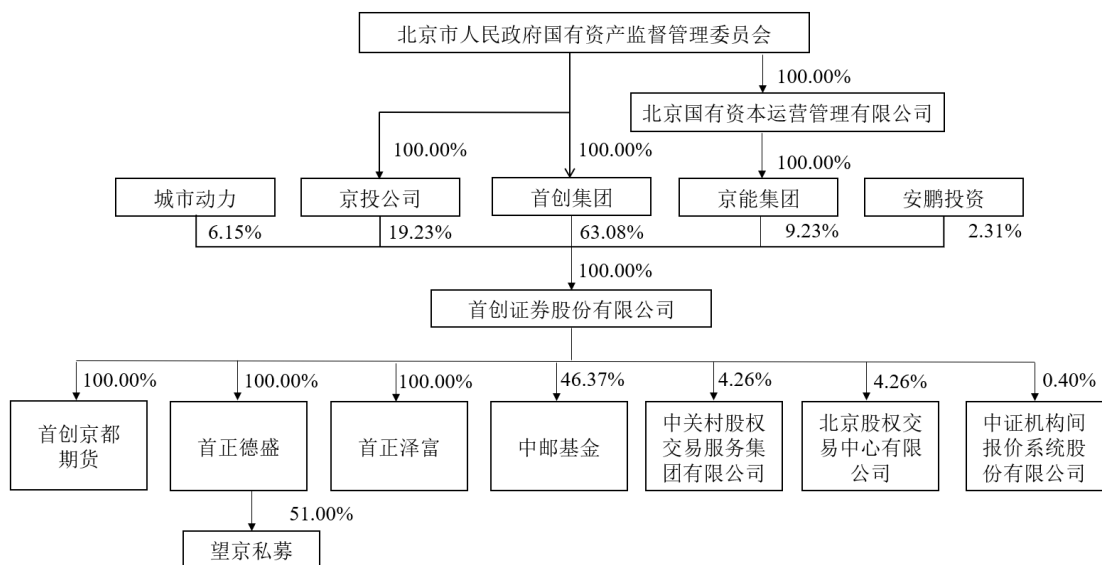 北京市人民政府国有资产监督管理委员会
100.00%
北京国有资本运营管理有限公司
100.00%
100.00%
100.00%
城市动力
京投公司
首创集团
京能集团
安鹏投资
6.15%
19.23%
63.08%
9.23%
2.31%
100.00%
首创证券股份有限公司
100.00%
100.00%
100.00%
46.37%
4.26%
4.26%
0.40%
首创京都
期货
首正德盛
首正泽富
中邮基金
中关村股权
交易服务集
团有限公司
北京股权交
易中心有限
公司
中证机构间
报价系统股
份有限公司
51.00%
望京私募